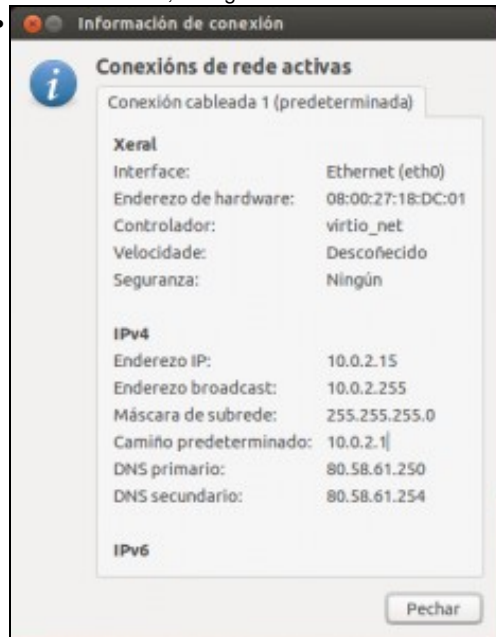 Información de conexión
Conexións de rede activas
Conexión cableada 1 (predeterminada)
Xeral
Interface: Ethernet (eth0)
Enderezo de hardware: 08:00:27:18:DC:01
Controlador: virtio_net
Velocidade: Descoñecido
Seguranza: Ningún
IPv4
Enderezo IP: 10.0.2.15
Enderezo broadcast: 10.0.2.255
Máscara de subrede: 255.255.255.0
Camiño predeterminado: 10.0.2.1
DNS primario: 80.58.61.250
DNS secundario: 80.58.61.254
IPv6
Pechar